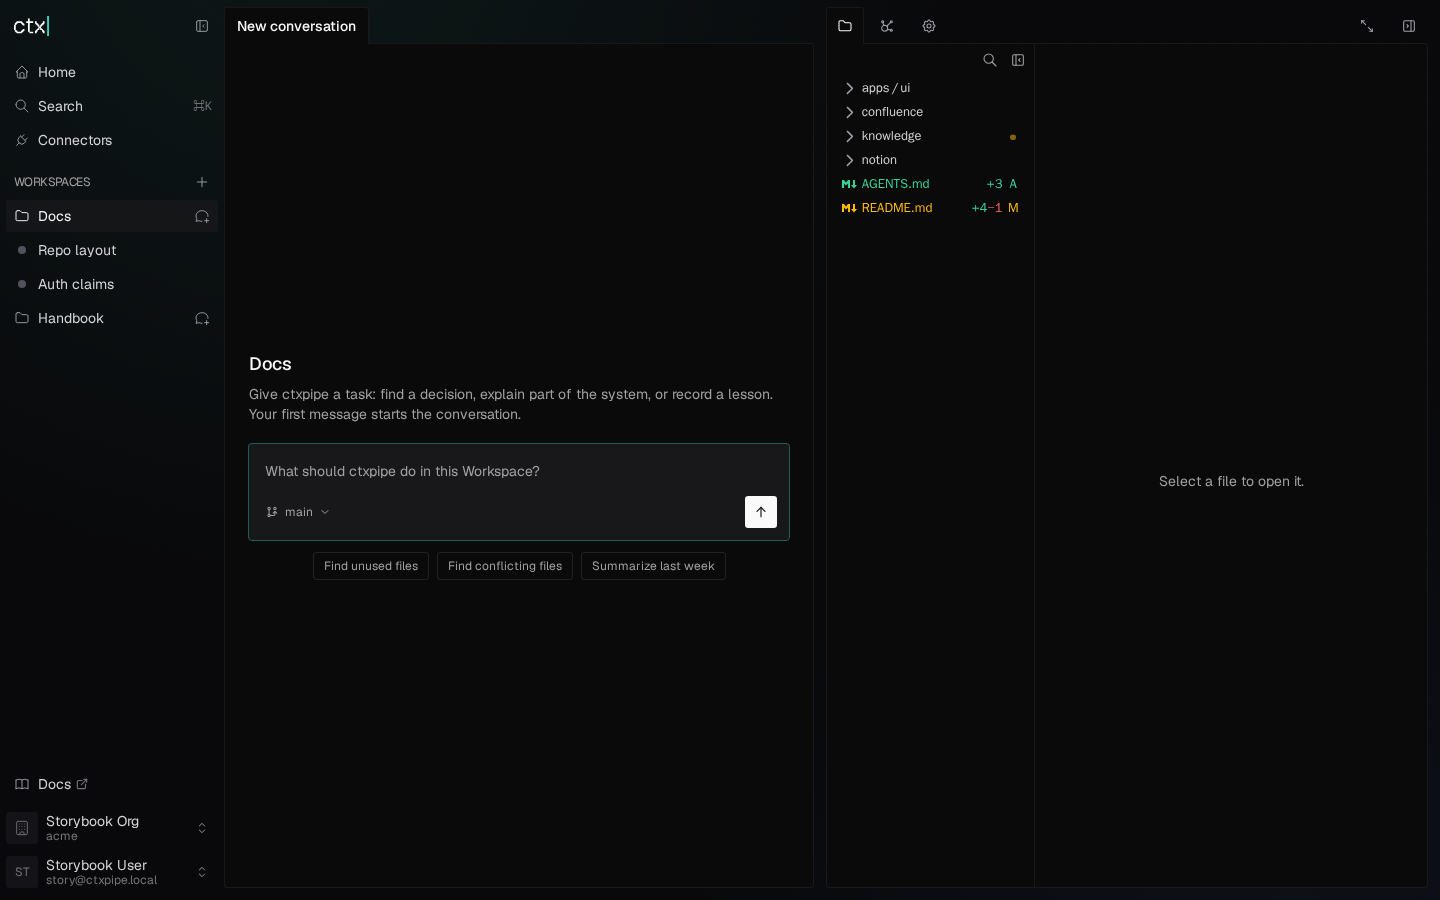 ctx
Home
Search ⌘K
Connectors
WORKSPACES
Docs
Repo layout
Auth claims
Handbook
Docs
Storybook Org
acme
ST
Storybook User
story@ctxpipe.local
New conversation
Docs
Give ctxpipe a task: find a decision, explain part of the system, or record a lesson.
Your first message starts the conversation.
What should ctxpipe do in this Workspace?
main
Find unused files
Find conflicting files
Summarize last week
apps / ui
confluence
knowledge
notion
M↓ AGENTS.md +3 A
M↓ README.md +4 −1 M
Select a file to open it.